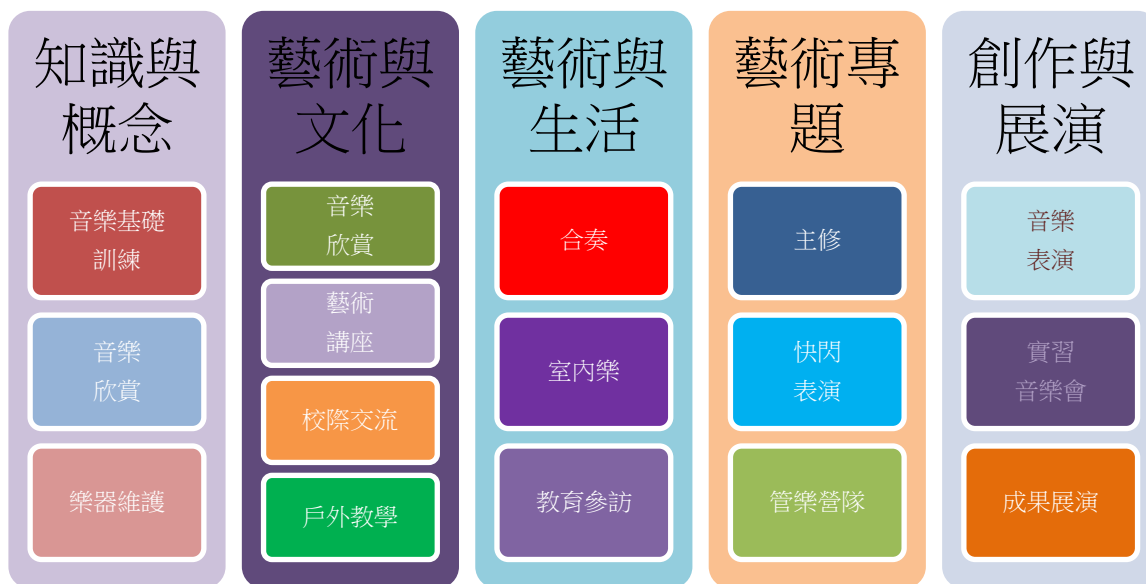 知識與
概念
音樂基礎
訓練
音樂
欣賞
樂器維護
藝術與
文化
音樂
欣賞
藝術
講座
校際交流
戶外教學
藝術與
生活
合奏
室內樂
教育參訪
藝術專
題
主修
快閃
表演
管樂營隊
創作與
展演
音樂
表演
實習
音樂會
成果展演